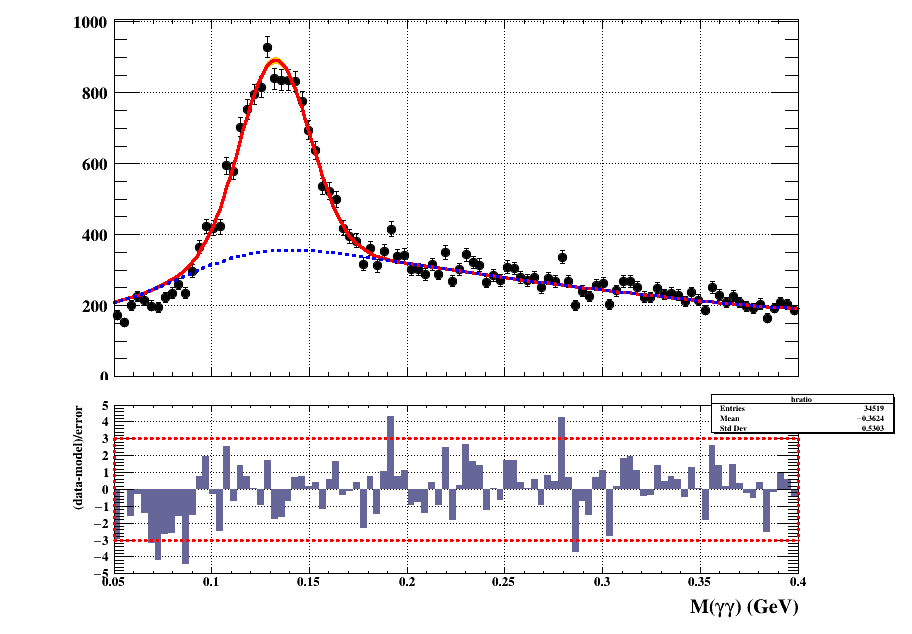 1000
800
600
400
200
0
(data-model)/error
5
4
3
2
1
0
−1
−2
−3
−4
−5
hratio
Entries 34519
Mean −0.3624
Std Dev 0.5303
0.05 0.1 0.15 0.2 0.25 0.3 0.35 0.4
M(γγ) (GeV)